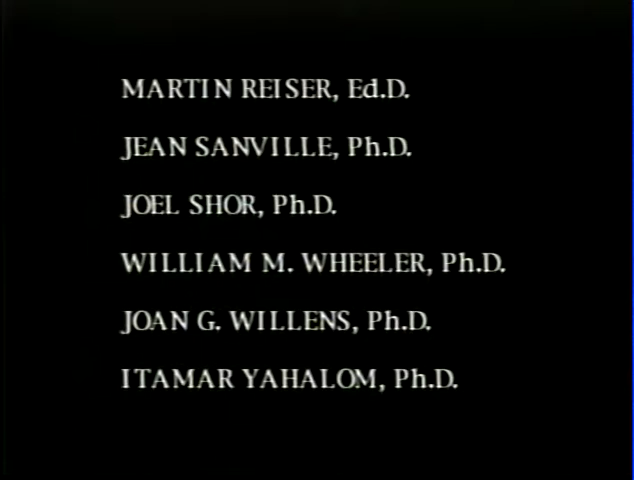 MARTIN REISER, Ed.D.
JEAN SANVILLE, Ph.D.
JOEL SHOR, Ph.D.
WILLIAM M. WHEELER, Ph.D.
JOAN G. WILLENS, Ph.D.
ITAMAR YAHALOM, Ph.D.